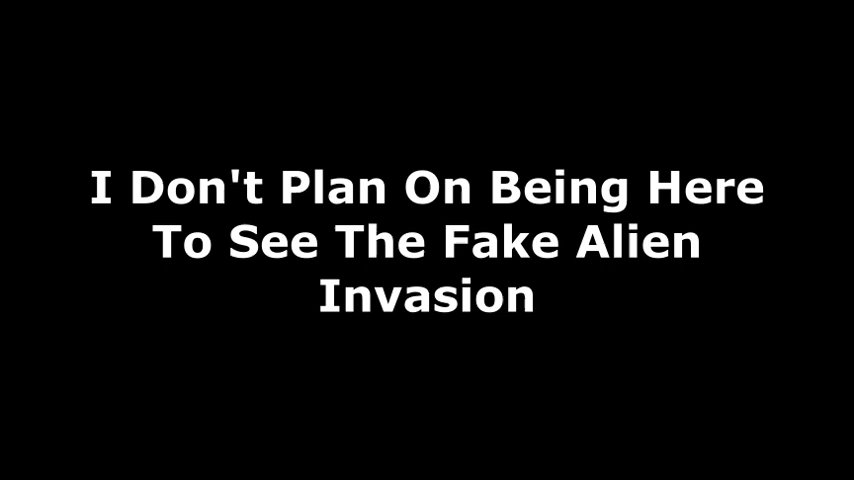 I Don't Plan On Being Here
To See The Fake Alien
Invasion